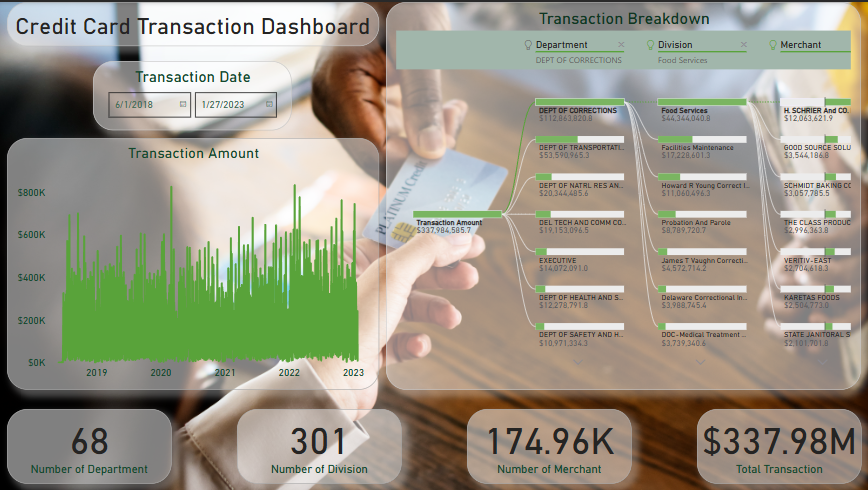 Credit Card Transaction Dashboard
Transaction Date
6/1/2018
1/27/2023
Transaction Amount
$800K
$600K
$400K
$200K
$0K
2019 2020 2021 2022 2023
Transaction Breakdown
Department × Division × Merchant
DEPT OF CORRECTIONS Food Services
PLATINUM
Transaction Amount
$337,984,585.7
DEPT OF CORRECTIONS
$112,863,820.8
DEPT OF TRANSPORTATI...
$53,590,965.3
DEPT OF NATRL RES AN...
$20,344,485.6
DEL TECH AND COMM CO...
$19,153,096.5
EXECUTIVE
$14,072,091.0
DEPT OF HEALTH AND S...
$12,278,791.8
DEPT OF SAFETY AND H...
$10,971,334.3
Food Services
$44,344,040.8
Facilities Maintenance
$17,228,601.3
Howard R Young Correct I...
$11,060,496.3
Probation And Parole
$8,789,720.7
James T Vaughn Correcti...
$4,572,714.2
Delaware Correctional In...
$3,988,745.4
DOC-Medical Treatment ...
$3,739,340.6
H. SCHRIER And CO.
$12,063,621.9
GOOD SOURCE SOLU
$3,544,186.8
SCHMIDT BAKING CO
$3,057,785.5
THE CLASS PRODUC
$2,996,363.8
VERITIV-EAST
$2,704,618.3
KARETAS FOODS
STATE JANITORIAL S
$2,101,701.8
68
Number of Department
301
Number of Division
174.96K
Number of Merchant
$337.98M
Total Transaction